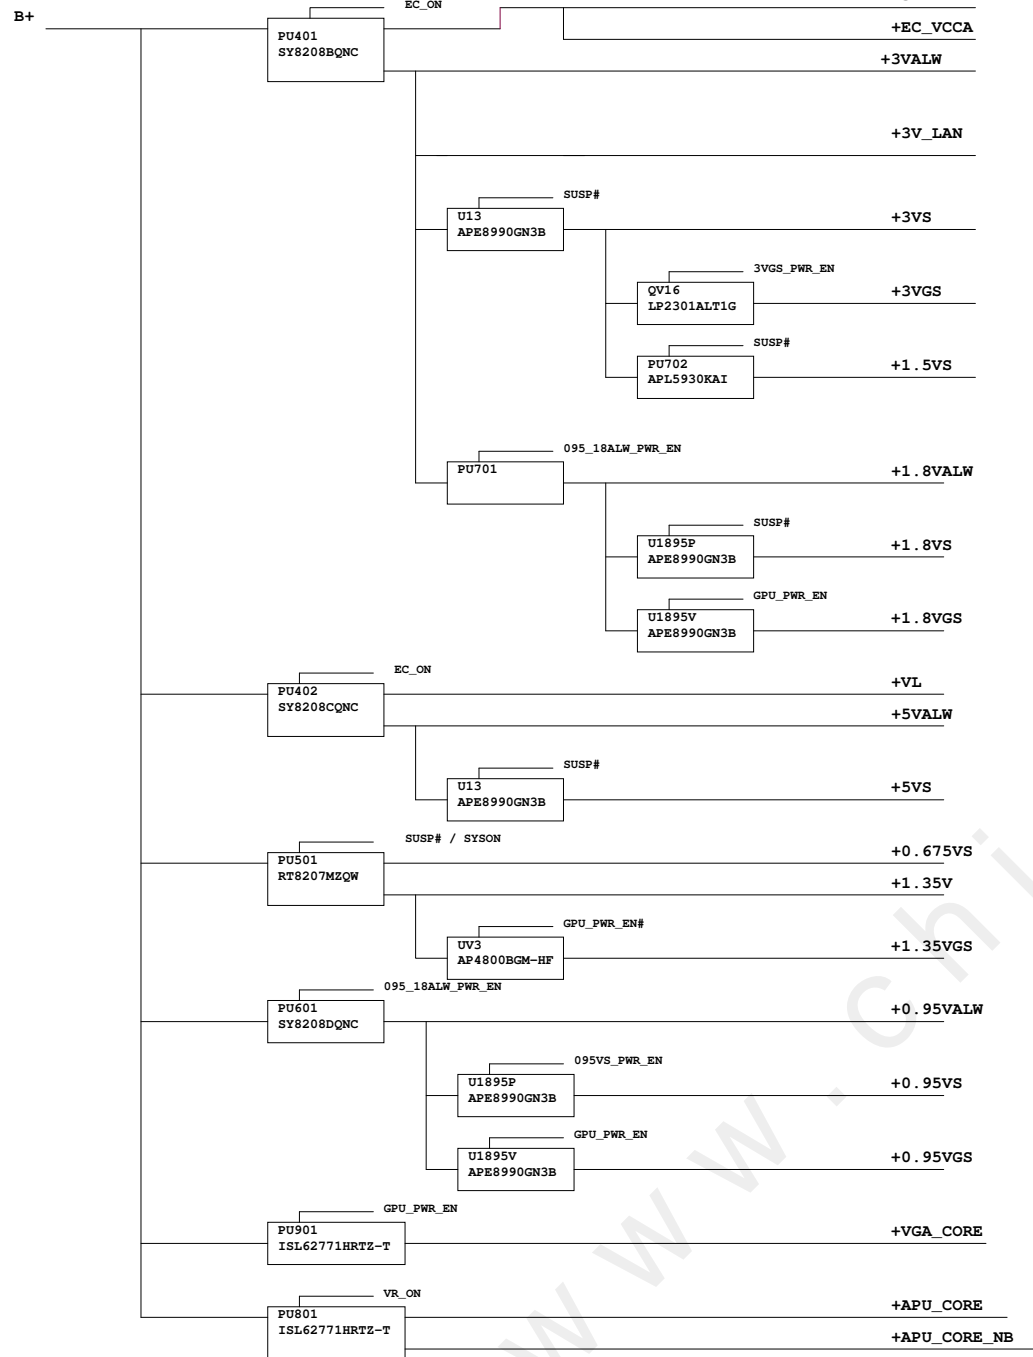 EC_ON
B+
PU401
SY8208BQNC
+EC_VCCA
+3VALW
+3V_LAN
SUSP#
U13
APE8990GN3B
+3VS
3VGS_PWR_EN
QV16
LP2301ALT1G
+3VGS
SUSP#
PU702
APL5930KAI
+1.5VS
095_18ALW_PWR_EN
PU701
+1.8VALW
SUSP#
U1895P
APE8990GN3B
+1.8VS
GPU_PWR_EN
U1895V
APE8990GN3B
+1.8VGS
EC_ON
PU402
SY8208CQNC
+VL
+5VALW
SUSP#
U13
APE8990GN3B
+5VS
SUSP# / SYSON
PU501
RT8207MZQW
+0.675VS
+1.35V
GPU_PWR_EN#
UV3
AP4800BGM-HF
+1.35VGS
095_18ALW_PWR_EN
PU601
SY8208DQNC
+0.95VALW
095VS_PWR_EN
U1895P
APE8990GN3B
+0.95VS
GPU_PWR_EN
U1895V
APE8990GN3B
+0.95VGS
GPU_PWR_EN
PU901
ISL62771HRTZ-T
+VGA_CORE
VR_ON
PU801
ISL62771HRTZ-T
+APU_CORE
+APU_CORE_NB
w w w . c h i